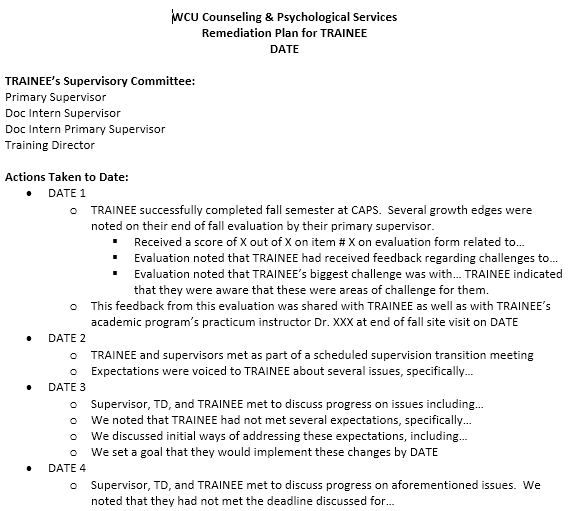 WCU Counseling & Psychological Services
Remediation Plan for TRAINEE
DATE
TRAINEE's Supervisory Committee:
Primary Supervisor
Doc Intern Supervisor
Doc Intern Primary Supervisor
Training Director
Actions Taken to Date:
• DATE 1
o TRAINEE successfully completed fall semester at CAPS.  Several growth edges were
noted on their end of fall evaluation by their primary supervisor.
▪ Received a score of X out of X on item # X on evaluation form related to…
▪ Evaluation noted that TRAINEE had received feedback regarding challenges to…
▪ Evaluation noted that TRAINEE's biggest challenge was with… TRAINEE indicated
that they were aware that these were areas of challenge for them.
o This feedback from this evaluation was shared with TRAINEE as well as with TRAINEE's
academic program's practicum instructor Dr. XXX at end of fall site visit on DATE
• DATE 2
o TRAINEE and supervisors met as part of a scheduled supervision transition meeting
o Expectations were voiced to TRAINEE about several issues, specifically…
• DATE 3
o Supervisor, TD, and TRAINEE met to discuss progress on issues including…
o We noted that TRAINEE had not met several expectations, specifically…
o We discussed initial ways of addressing these expectations, including…
o We set a goal that they would implement these changes by DATE
• DATE 4
o Supervisor, TD, and TRAINEE met to discuss progress on aforementioned issues.  We
noted that they had not met the deadline discussed for…